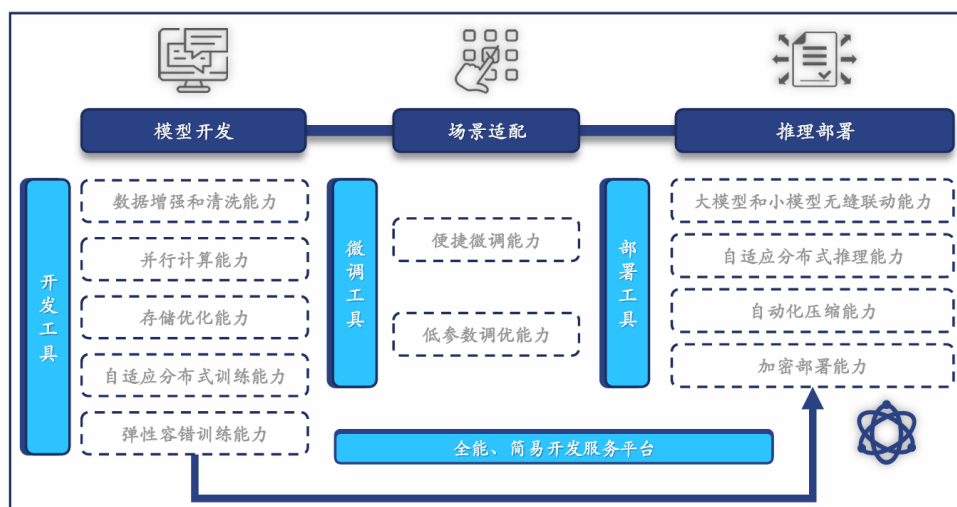 模型开发
场景适配
推理部署
开发工具
数据增强和清洗能力
并行计算能力
存储优化能力
自适应分布式训练能力
弹性容错训练能力
微调工具
便捷微调能力
低参数调优能力
部署工具
大模型和小模型无缝联动能力
自适应分布式推理能力
自动化压缩能力
加密部署能力
全能、简易开发服务平台